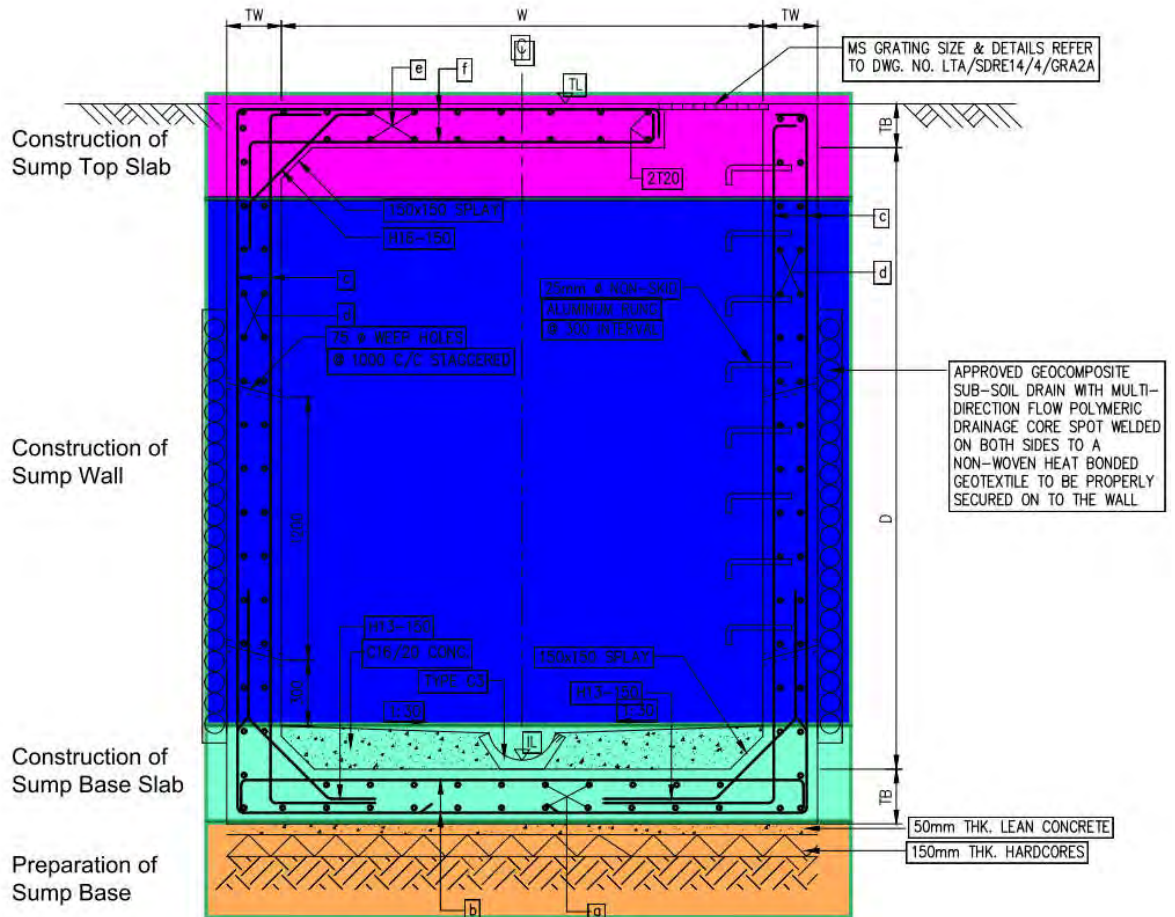 TW
W
TW
℄
MS GRATING SIZE & DETAILS REFER
TO DWG. NO. LTA/SDRE14/4/GRA2A
e
f
TL
TB
Construction of
Sump Top Slab
2T20
150x150 SPLAY
H16-150
c
c
d
d
25mm ø NON-SKID
ALUMINUM RUNG
@ 300 INTERVAL
75 ø WEEP HOLES
@ 1000 C/C STAGGERED
APPROVED GEOCOMPOSITE
SUB-SOIL DRAIN WITH MULTI-
DIRECTION FLOW POLYMERIC
DRAINAGE CORE SPOT WELDED
ON BOTH SIDES TO A
NON-WOVEN HEAT BONDED
GEOTEXTILE TO BE PROPERLY
SECURED ON TO THE WALL
Construction of
Sump Wall
1200
D
H13-150
C16/20 CONC.
TYPE C3
150x150 SPLAY
H13-150
300
1:30
1:30
IL
Construction of
Sump Base Slab
TB
50mm THK. LEAN CONCRETE
150mm THK. HARDCORES
Preparation of
Sump Base
b
a